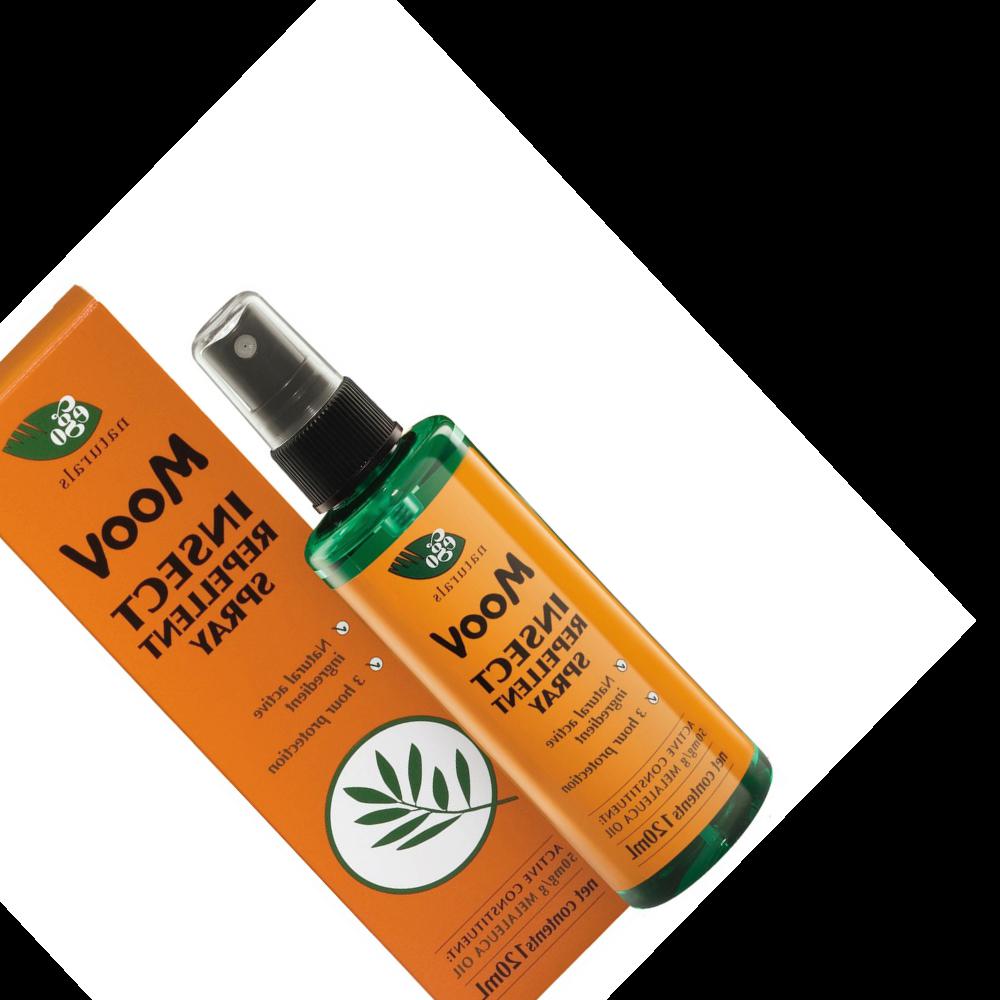 ego
naturals
MOOV
INSECT
REPELLENT
SPRAY
Natural active
ingredient
3 hour protection
ACTIVE CONSTITUENT:
50mg/g MELALEUCA OIL
net contents 120mL
ego
naturals
MOOV
INSECT
REPELLENT
SPRAY
Natural active
ingredient
3 hour protection
ACTIVE CONSTITUENT:
50mg/g MELALEUCA OIL
net contents 120mL